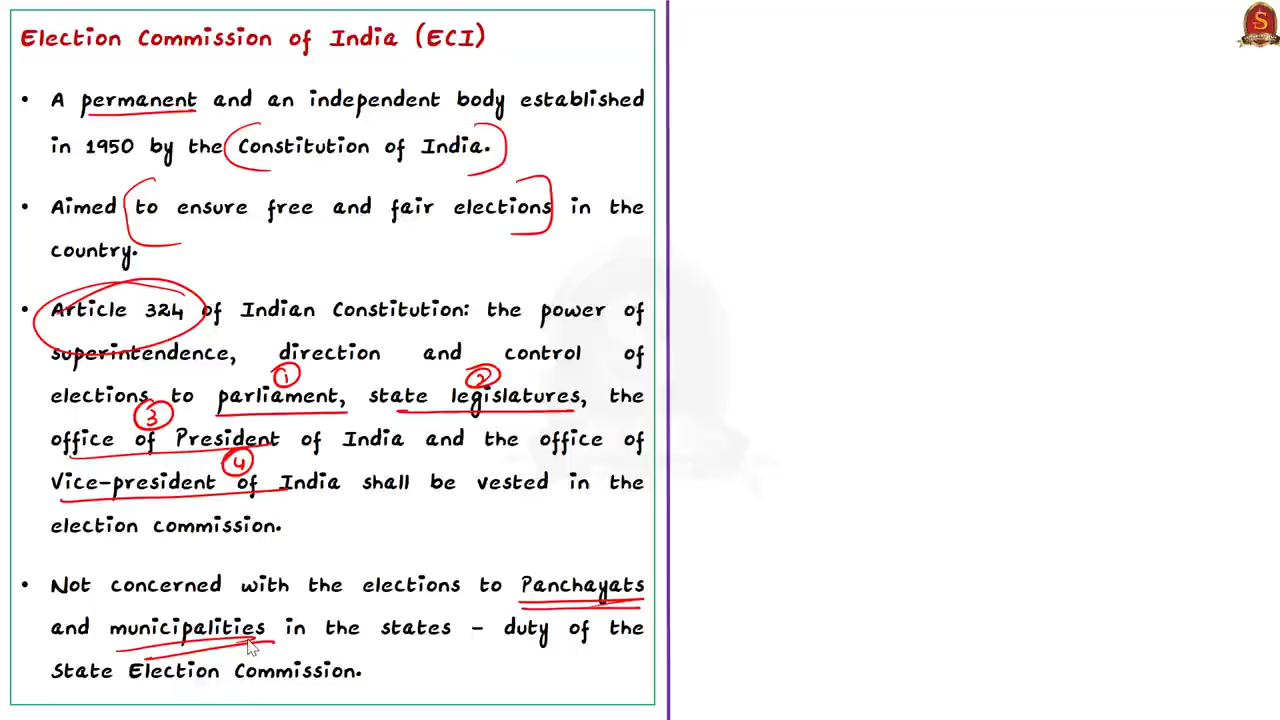 Election Commission of India (ECI)
• A permanent and an independent body established
in 1950 by the Constitution of India.
• Aimed to ensure free and fair elections in the
country.
• Article 324 of Indian Constitution: the power of
superintendence, direction and control of
① ②
elections to parliament, state legislatures, the
③
office of President of India and the office of
④
Vice-president of India shall be vested in the
election commission.
• Not concerned with the elections to Panchayats
and municipalities in the states - duty of the
State Election Commission.
S